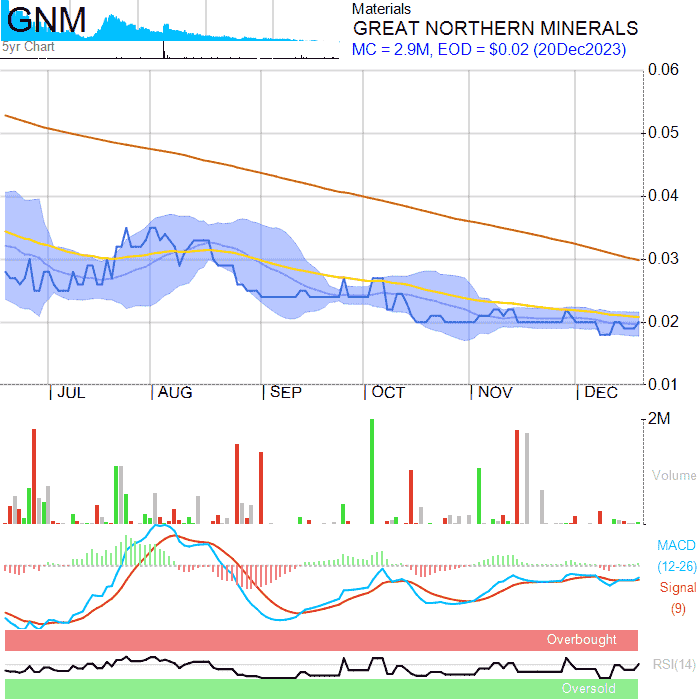 GNM
5yr Chart
Materials
GREAT NORTHERN MINERALS
MC = 2.9M, EOD = $0.02 (20Dec2023)
0.06
0.05
0.04
0.03
0.02
0.01
JUL AUG SEP OCT NOV DEC
2M
Volume
MACD
(12-26)
Signal
(9)
Overbought
RSI(14)
Oversold